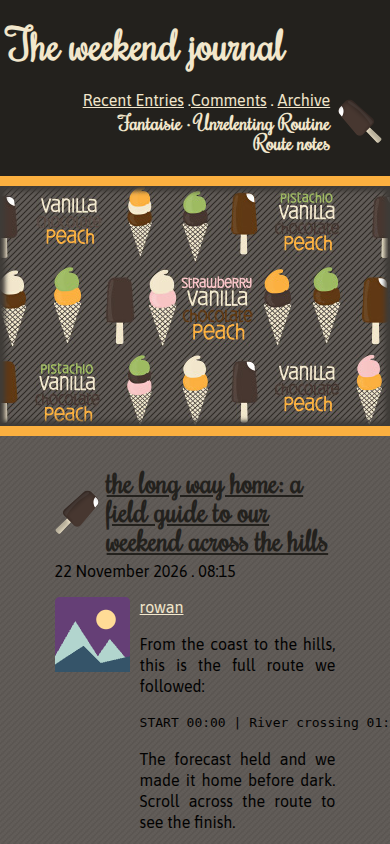 The weekend journal
Recent Entries .Comments . Archive
Fantaisie · Unrelenting Routine
Route notes
vanilla
Peach
Pistachio
vanilla
chocolate
Peach
Strawberry
vanilla
chocolate
Peach
Pistachio
vanilla
chocolate
Peach
vanilla
chocolate
Peach
the long way home: a
field guide to our
weekend across the hills
22 November 2026 . 08:15
rowan
From the coast to the hills,
this is the full route we
followed:
START 00:00 | River crossing 01:
The forecast held and we
made it home before dark.
Scroll across the route to
see the finish.